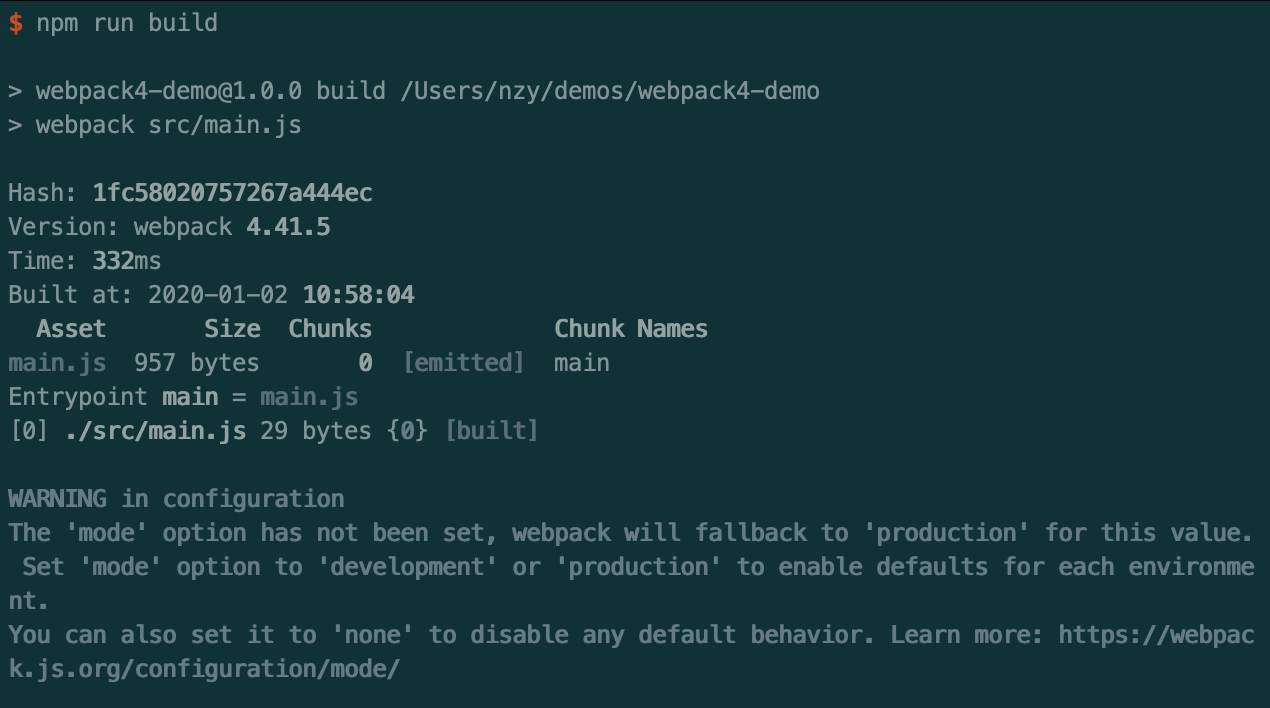 $ npm run build
> webpack4-demo@1.0.0 build /Users/nzy/demos/webpack4-demo
> webpack src/main.js
Hash: 1fc58020757267a444ec
Version: webpack 4.41.5
Time: 332ms
Built at: 2020-01-02 10:58:04
  Asset       Size  Chunks             Chunk Names
main.js  957 bytes       0  [emitted]  main
Entrypoint main = main.js
[0] ./src/main.js 29 bytes {0} [built]
WARNING in configuration
The 'mode' option has not been set, webpack will fallback to 'production' for this value.
 Set 'mode' option to 'development' or 'production' to enable defaults for each environme
nt.
You can also set it to 'none' to disable any default behavior. Learn more: https://webpac
k.js.org/configuration/mode/